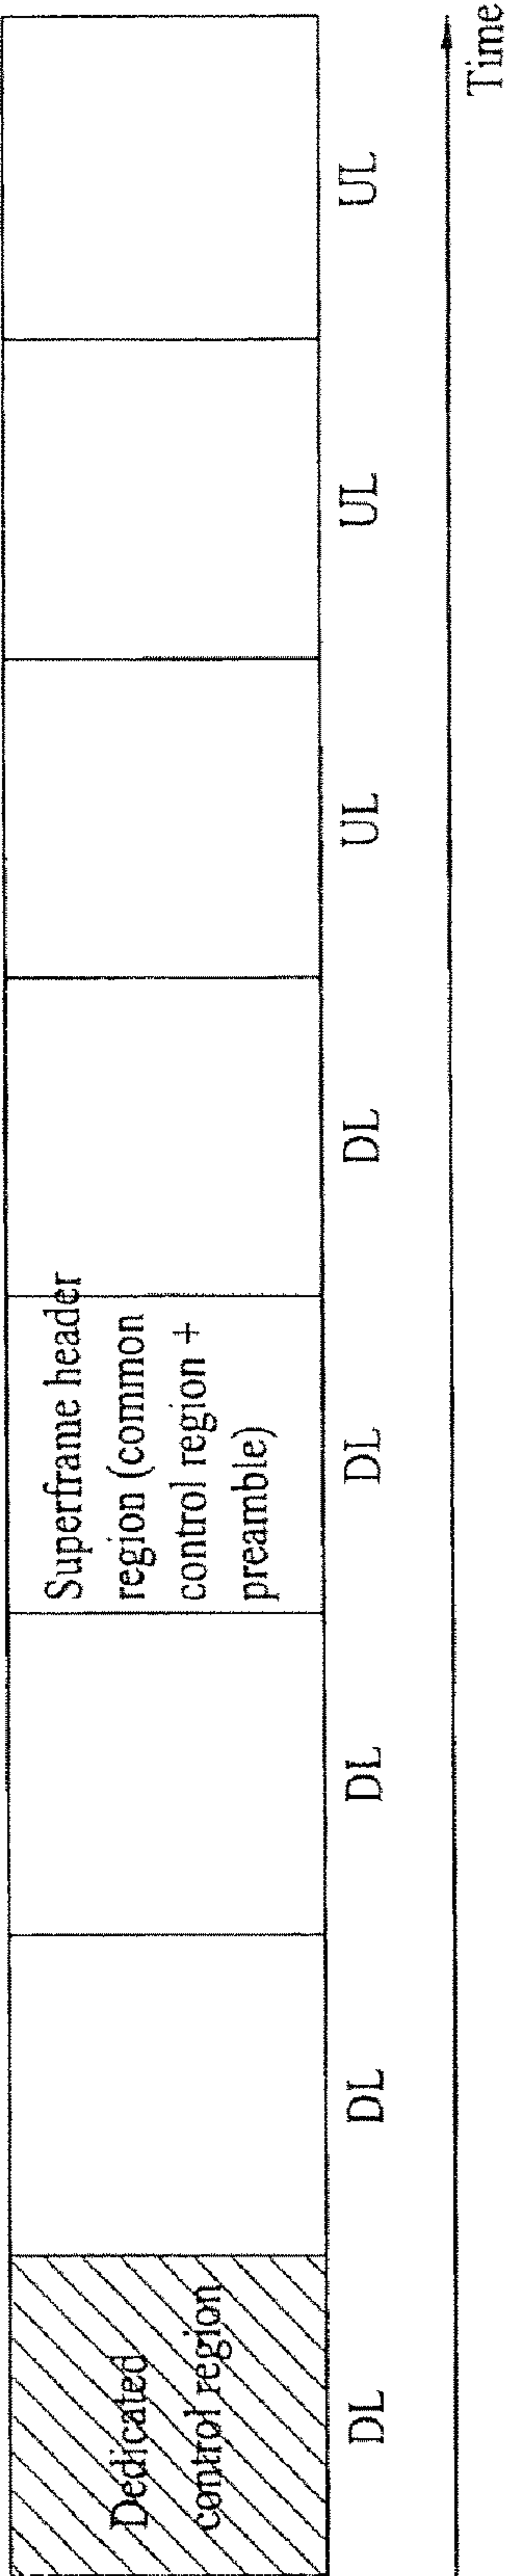 Dedicated
control region
Superframe header
region (common
control region +
preamble)
DL
DL
DL
DL
DL
UL
UL
UL
Time